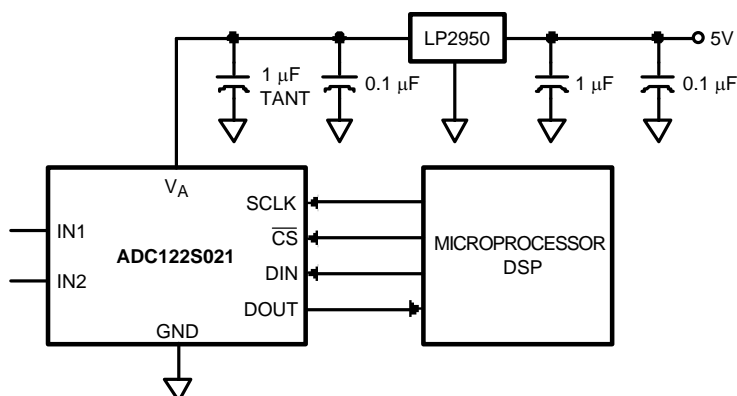 LP2950
5V
1 μF
TANT
0.1 μF
1 μF
0.1 μF
VA
SCLK
CS
DIN
DOUT
IN1
IN2
ADC122S021
GND
MICROPROCESSOR
DSP